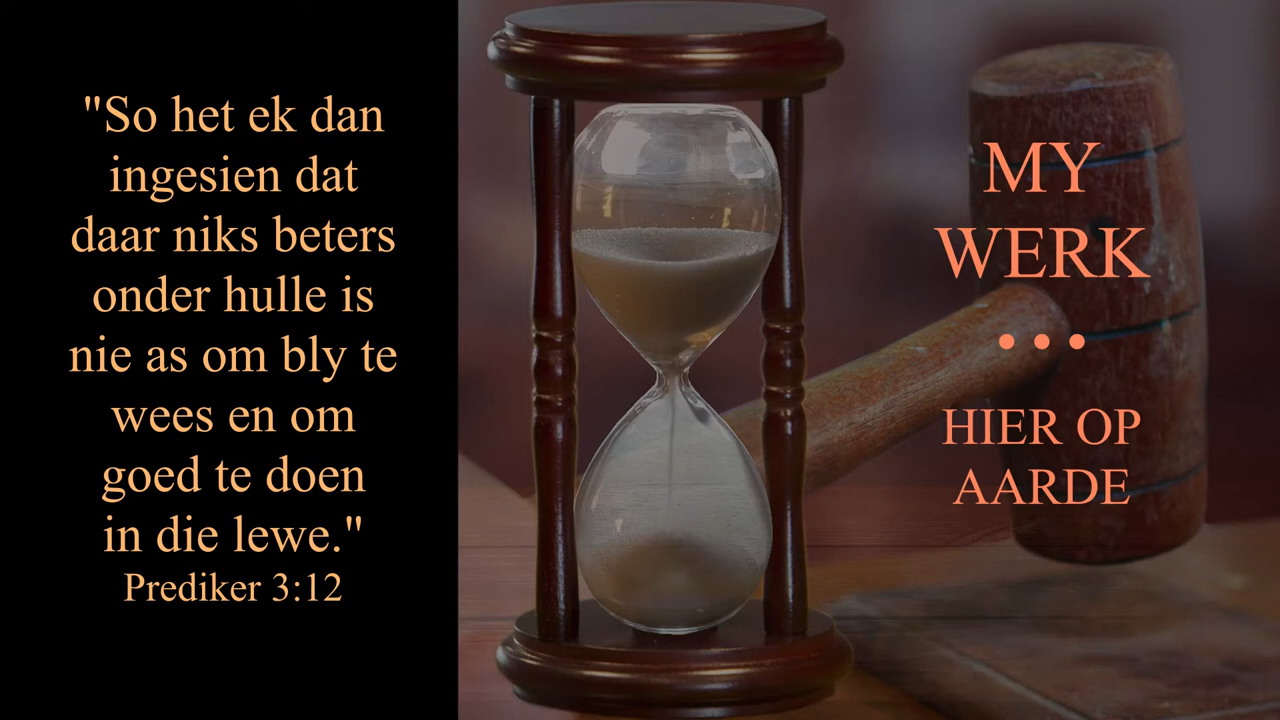 "So het ek dan
ingesien dat
daar niks beters
onder hulle is
nie as om bly te
wees en om
goed te doen
in die lewe."
Prediker 3:12
MY
WERK
• • •
HIER OP
AARDE